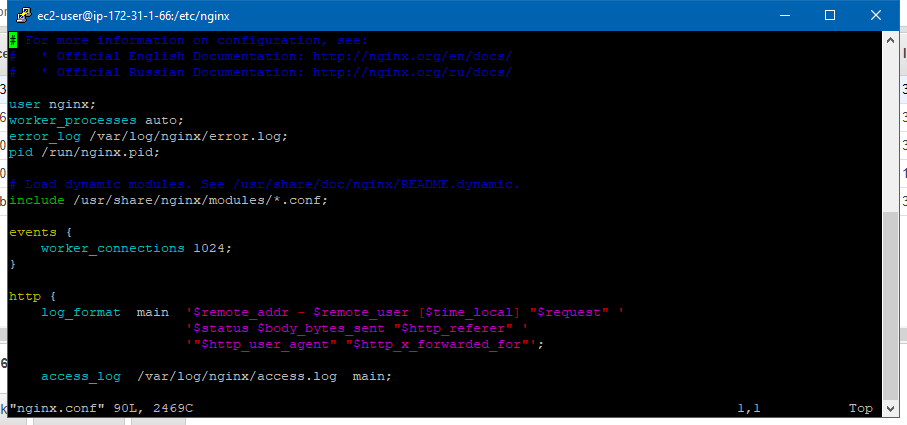 ec2-user@ip-172-31-1-66:/etc/nginx
# For more information on configuration, see:
#   * Official English Documentation: http://nginx.org/en/docs/
#   * Official Russian Documentation: http://nginx.org/ru/docs/
user nginx;
worker_processes auto;
error_log /var/log/nginx/error.log;
pid /run/nginx.pid;
# Load dynamic modules. See /usr/share/doc/nginx/README.dynamic.
include /usr/share/nginx/modules/*.conf;
events {
    worker_connections 1024;
}
http {
    log_format  main  '$remote_addr - $remote_user [$time_local] "$request" '
                      '$status $body_bytes_sent "$http_referer" '
                      '"$http_user_agent" "$http_x_forwarded_for"';
    access_log  /var/log/nginx/access.log  main;
"nginx.conf" 90L, 2469C                    1,1           Top